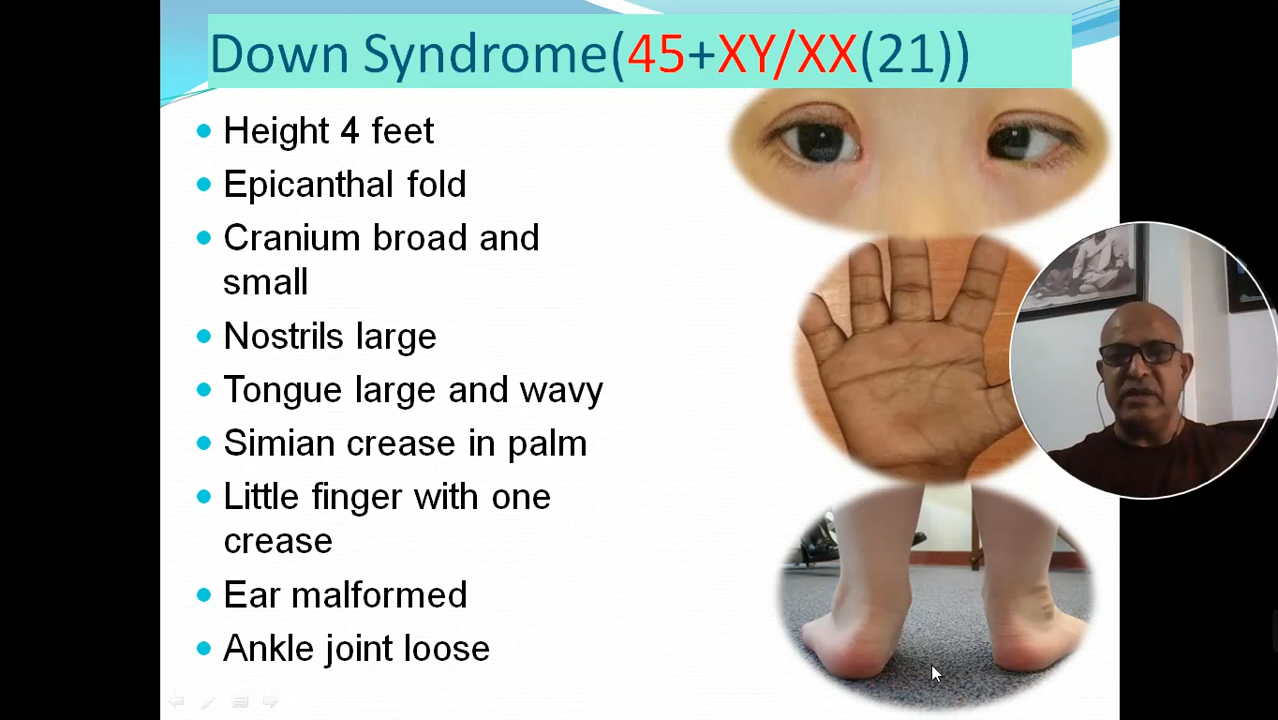 Down Syndrome(45+XY/XX(21))
Height 4 feet
Epicanthal fold
Cranium broad and
small
Nostrils large
Tongue large and wavy
Simian crease in palm
Little finger with one
crease
Ear malformed
Ankle joint loose